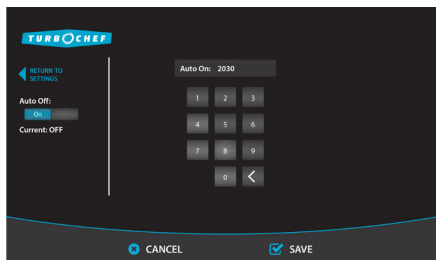 TURBOCHEF
RETURN TO
SETTINGS
Auto On: 2030
Auto Off:
On
Current: OFF
1 2 3
4 5 6
7 8 9
0
CANCEL
SAVE